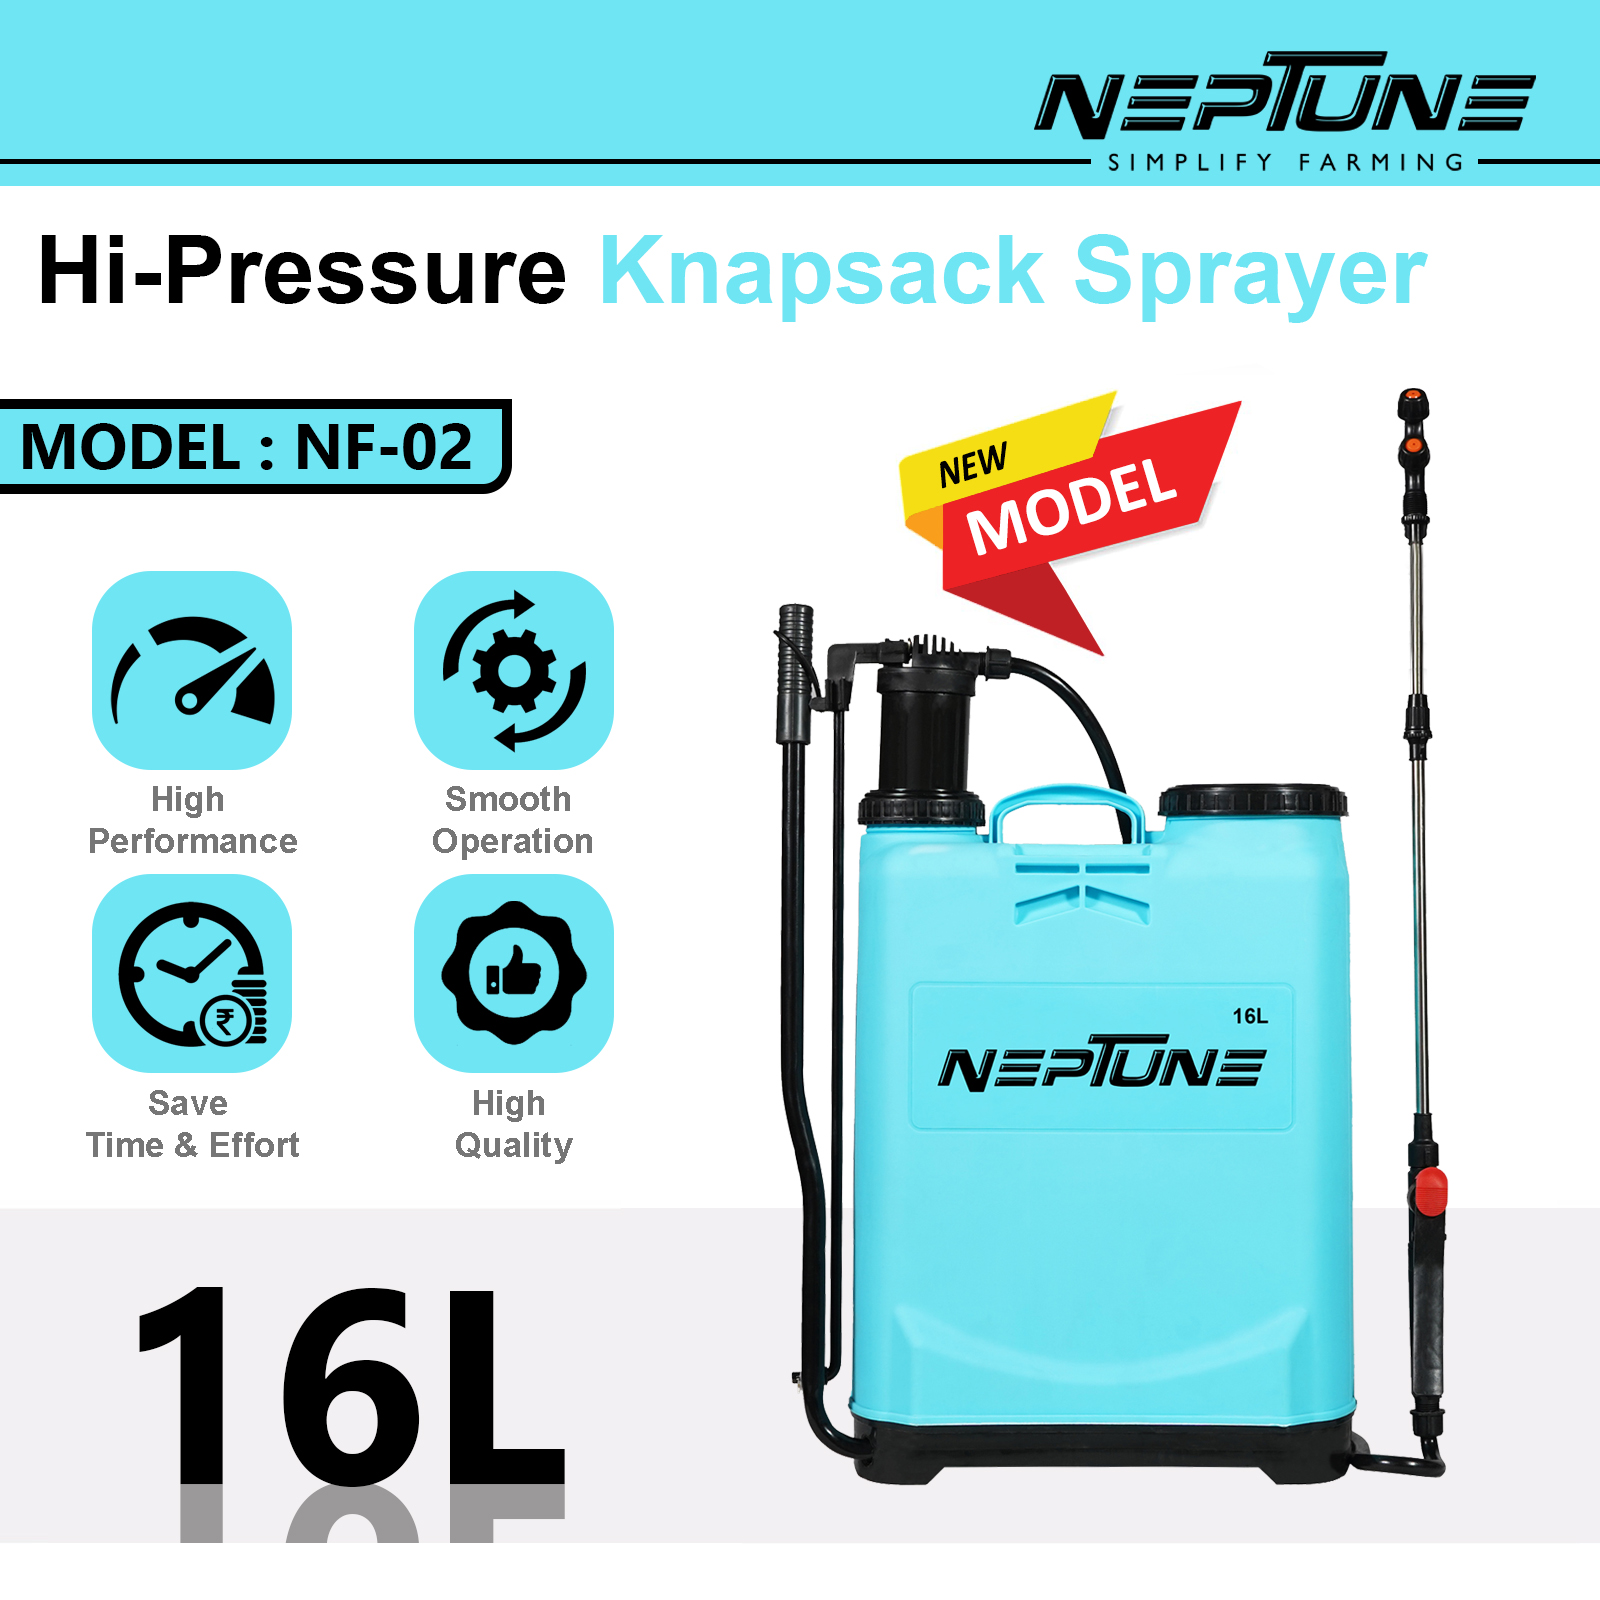 NEPTUNE
SIMPLIFY FARMING
Hi-Pressure Knapsack Sprayer
MODEL : NF-02
NEW
MODEL
High
Performance
Smooth
Operation
₹
Save
Time & Effort
High
Quality
16L
NEPTUNE
16L